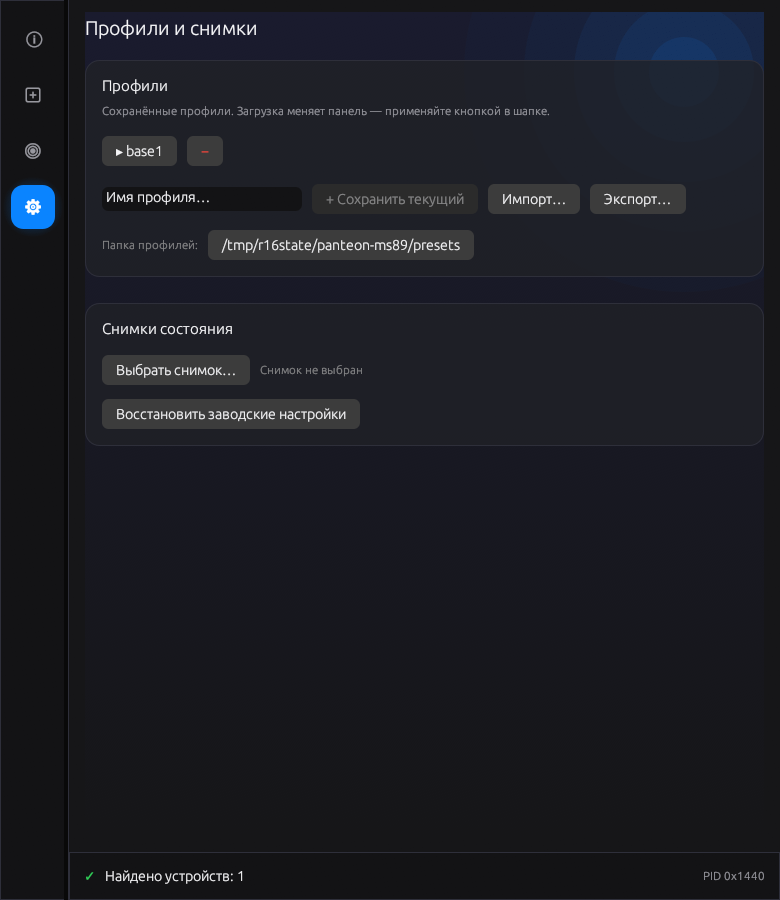 Профили и снимки
Профили
Сохранённые профили. Загрузка меняет панель — применяйте кнопкой в шапке.
▸ base1 −
Имя профиля… + Сохранить текущий Импорт… Экспорт…
Папка профилей: /tmp/r16state/panteon-ms89/presets
Снимки состояния
Выбрать снимок… Снимок не выбран
Восстановить заводские настройки
✓ Найдено устройств: 1 PID 0x1440